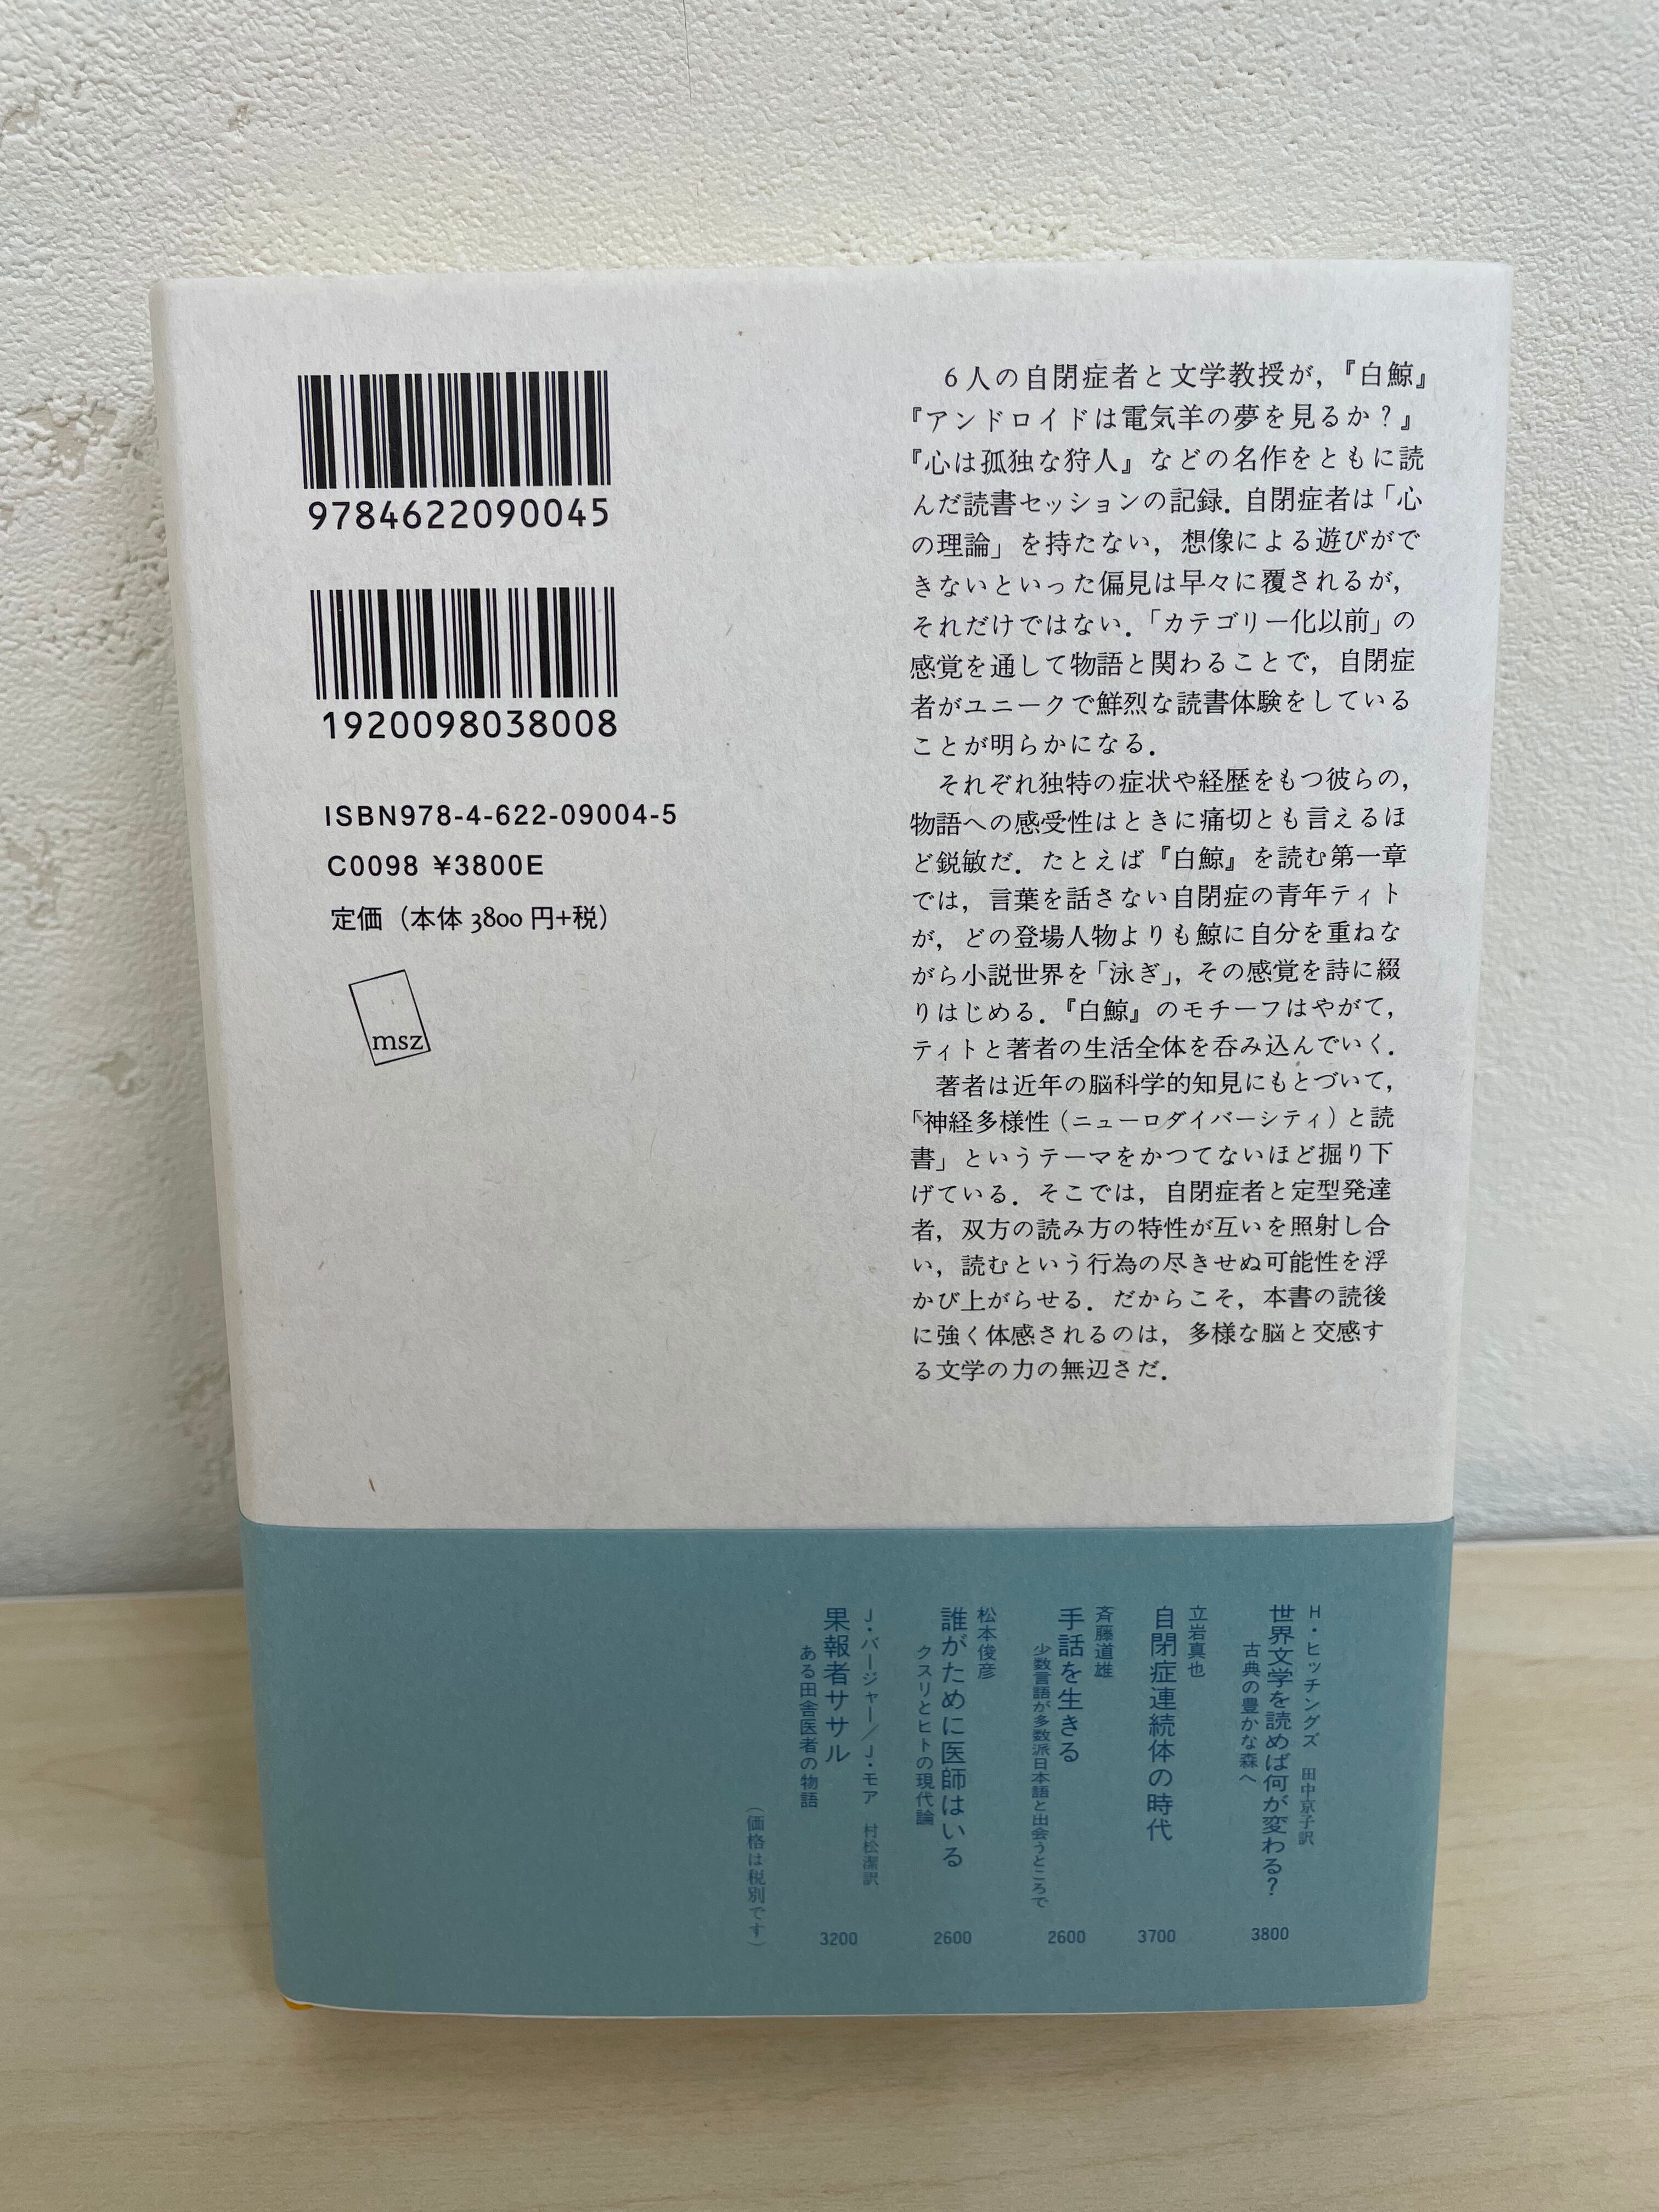 9784622090045
1920098038008
ISBN978-4-622-09004-5
C0098 ¥3800E
定価（本体 3800 円+税）
msz
6人の自閉症者と文学教授が，『白鯨』
『アンドロイドは電気羊の夢を見るか？』
『心は孤独な狩人』などの名作をともに読
んだ読書セッションの記録．自閉症者は「心
の理論」を持たない，想像による遊びがで
きないといった偏見は早々に覆されるが，
それだけではない．「カテゴリー化以前」の
感覚を通して物語と関わることで，自閉症
者がユニークで鮮烈な読書体験をしている
ことが明らかになる．
それぞれ独特の症状や経歴をもつ彼らの，
物語への感受性はときに痛切とも言えるほ
ど鋭敏だ．たとえば『白鯨』を読む第一章
では，言葉を話さない自閉症の青年ティト
が，どの登場人物よりも鯨に自分を重ねな
がら小説世界を「泳ぎ」，その感覚を詩に綴
りはじめる．『白鯨』のモチーフはやがて，
ティトと著者の生活全体を呑み込んでいく．
著者は近年の脳科学的知見にもとづいて，
「神経多様性（ニューロダイバーシティ）と読
書」というテーマをかつてないほど掘り下
げている．そこでは，自閉症者と定型発達
者，双方の読み方の特性が互いを照射し合
い，読むという行為の尽きせぬ可能性を浮
かび上がらせる．だからこそ，本書の読後
に強く体感されるのは，多様な脳と交感す
る文学の力の無辺さだ．
H・ヒッチングズ 田中京子訳
世界文学を読めば何が変わる？
古典の豊かな森へ
3800
立岩真也
自閉症連続体の時代
3700
斉藤道雄
手話を生きる
少数言語が多数派日本語と出会うところで
2600
松本俊彦
誰がために医師はいる
クスリとヒトの現代論
2600
J・バージャー／J・モア 村松潔訳
果報者ササル
ある田舎医者の物語
3200
（価格は税別です）